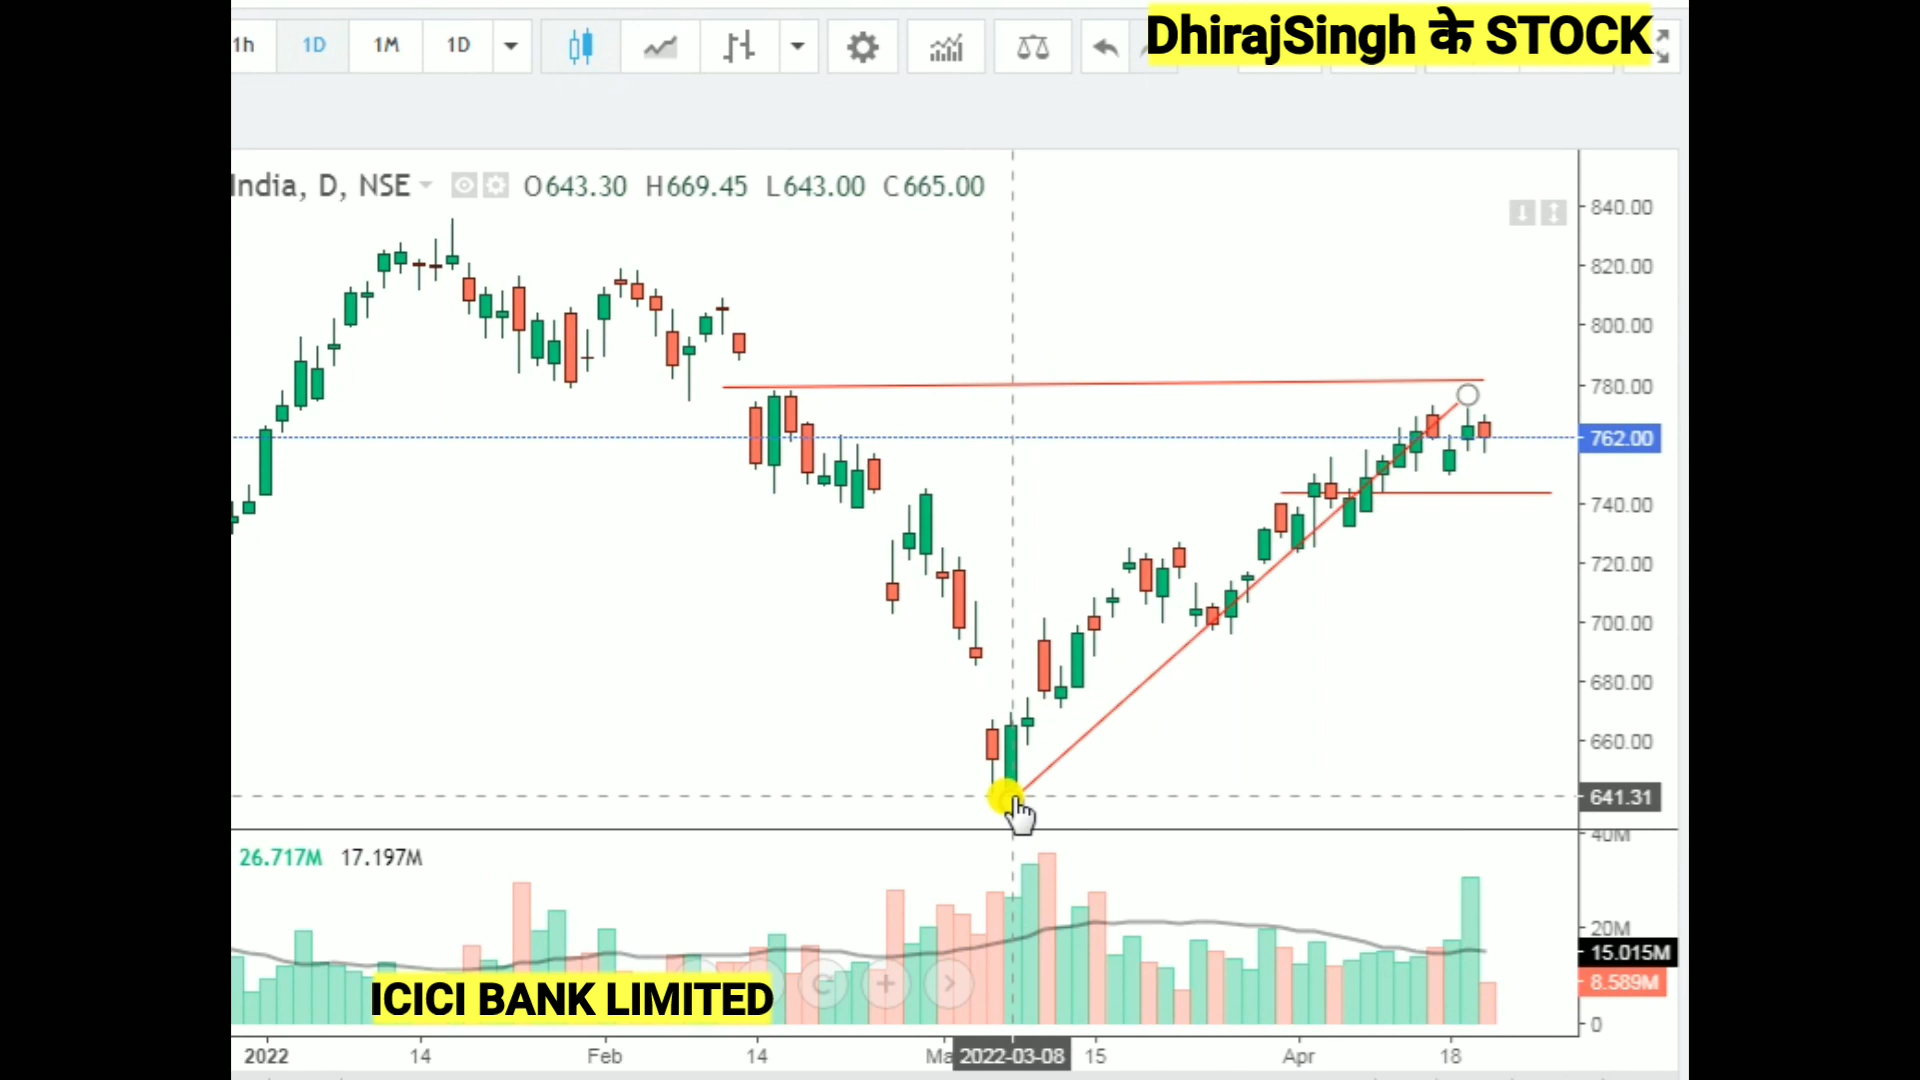 1h 1D 1M 1D
DhirajSingh के STOCK
India, D, NSE O643.30 H669.45 L643.00 C665.00
840.00
820.00
800.00
780.00
762.00
740.00
720.00
700.00
680.00
660.00
641.31
40M
26.717M 17.197M
20M
15.015M
8.589M
ICICI BANK LIMITED
0
2022 14 Feb 14 Ma 2022-03-08 15 Apr 18